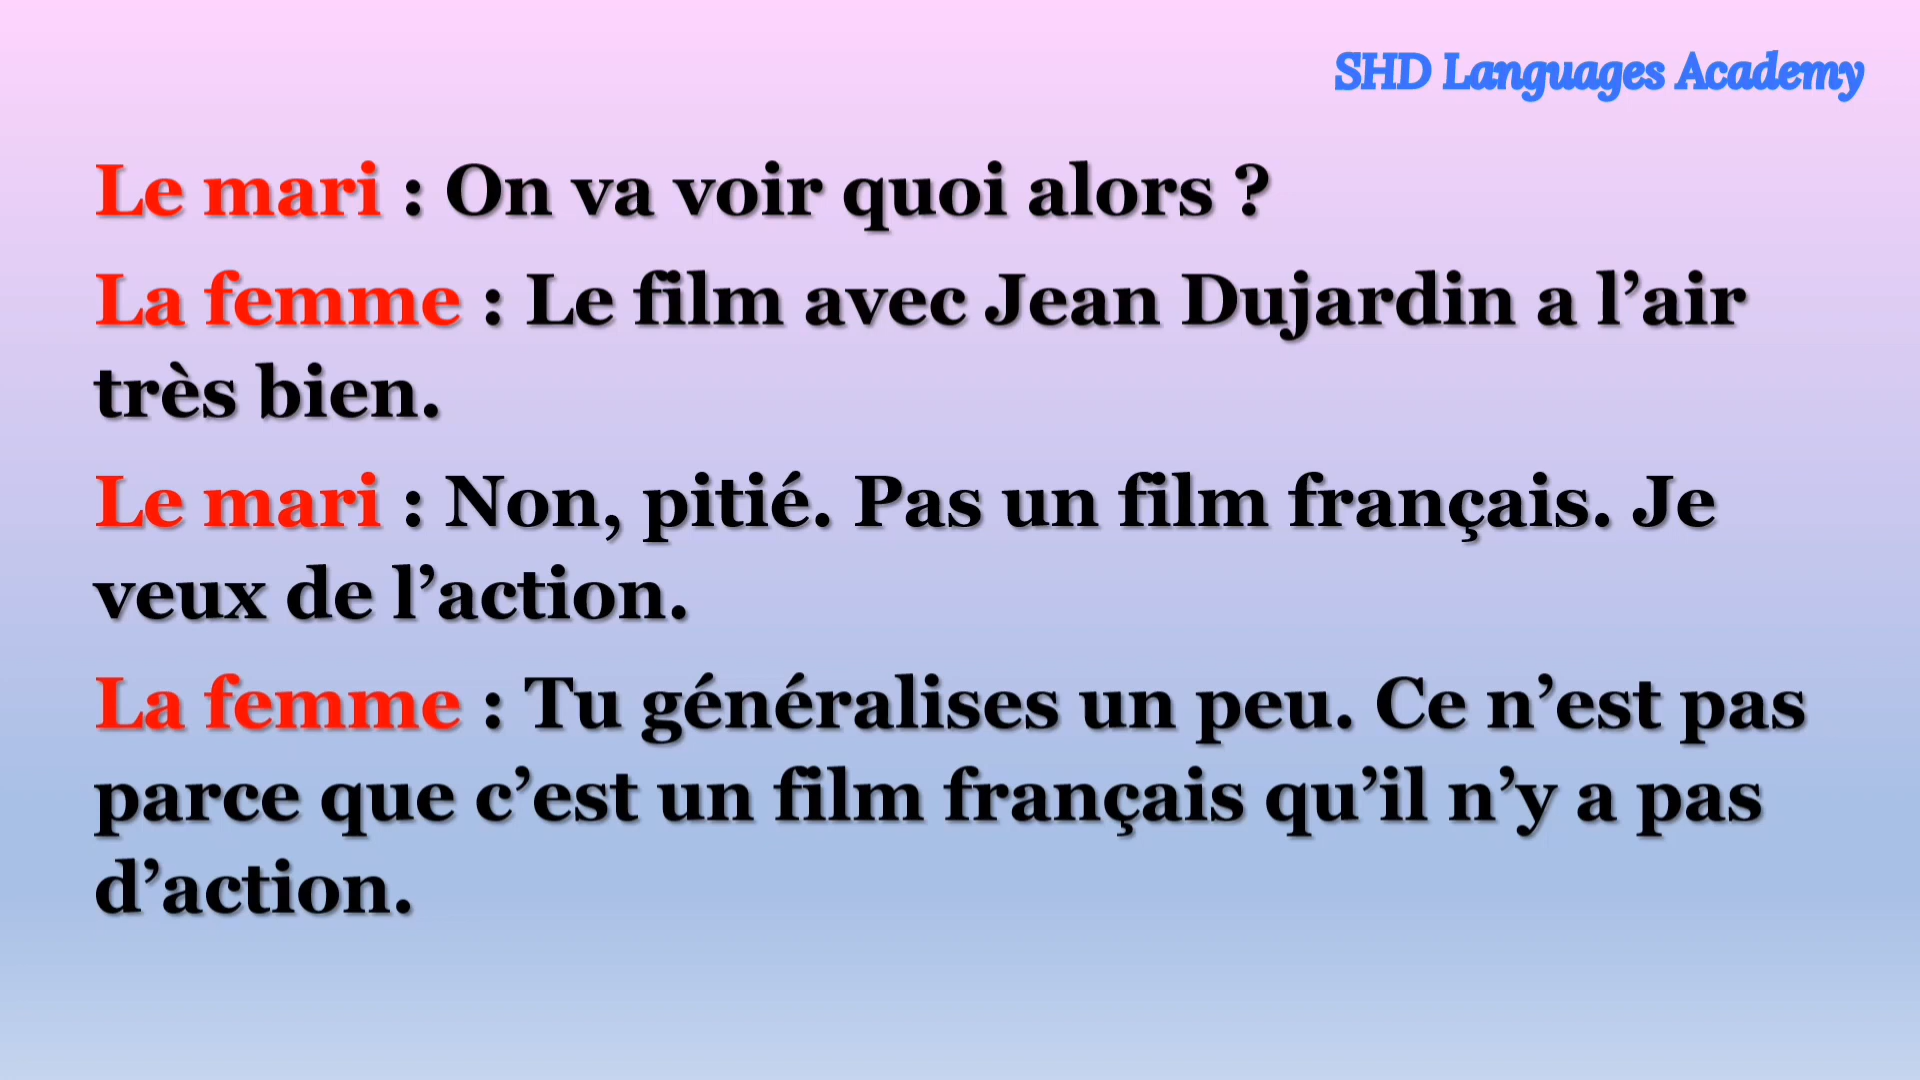 SHD Languages Academy
Le mari : On va voir quoi alors ?
La femme : Le film avec Jean Dujardin a l’air
très bien.
Le mari : Non, pitié. Pas un film français. Je
veux de l’action.
La femme : Tu généralises un peu. Ce n’est pas
parce que c’est un film français qu’il n’y a pas
d’action.